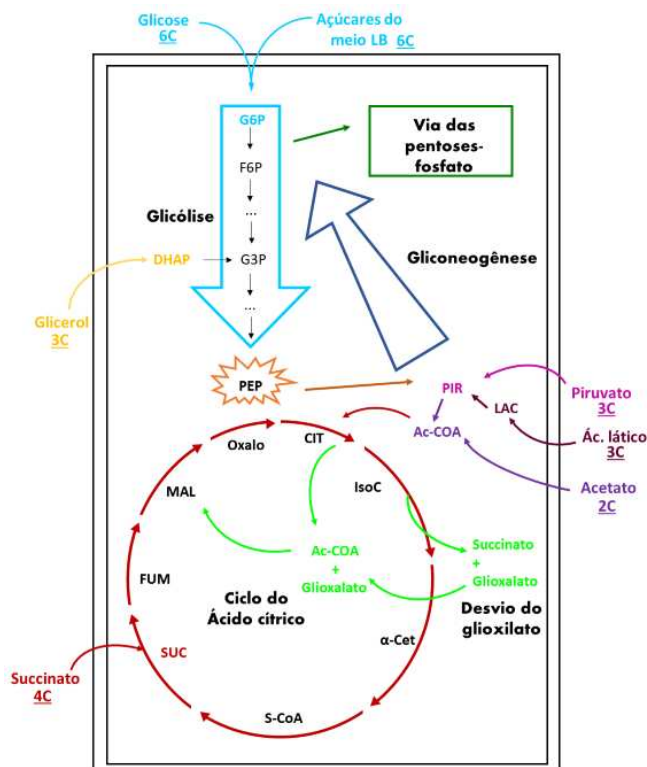 Glicose
6C
Açúcares do
meio LB 6C
G6P
F6P
...
Glicólise
DHAP
G3P
...
Glicerol
3C
PEP
Via das
pentoses-
fosfato
Gliconeogênese
PIR
LAC
Ac-COA
Piruvato
3C
Ác. lático
3C
Acetato
2C
Oxalo
CIT
IsoC
MAL
Ac-COA
+
Glioxalato
Succinato
+
Glioxalato
Desvio do
glioxilato
FUM
Ciclo do
Ácido cítrico
α-Cet
SUC
S-CoA
Succinato
4C